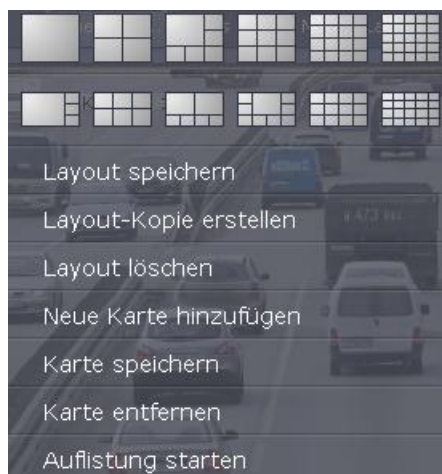 Layout speichern
Layout-Kopie erstellen
Layout löschen
Neue Karte hinzufügen
Karte speichern
Karte entfernen
Auflistung starten